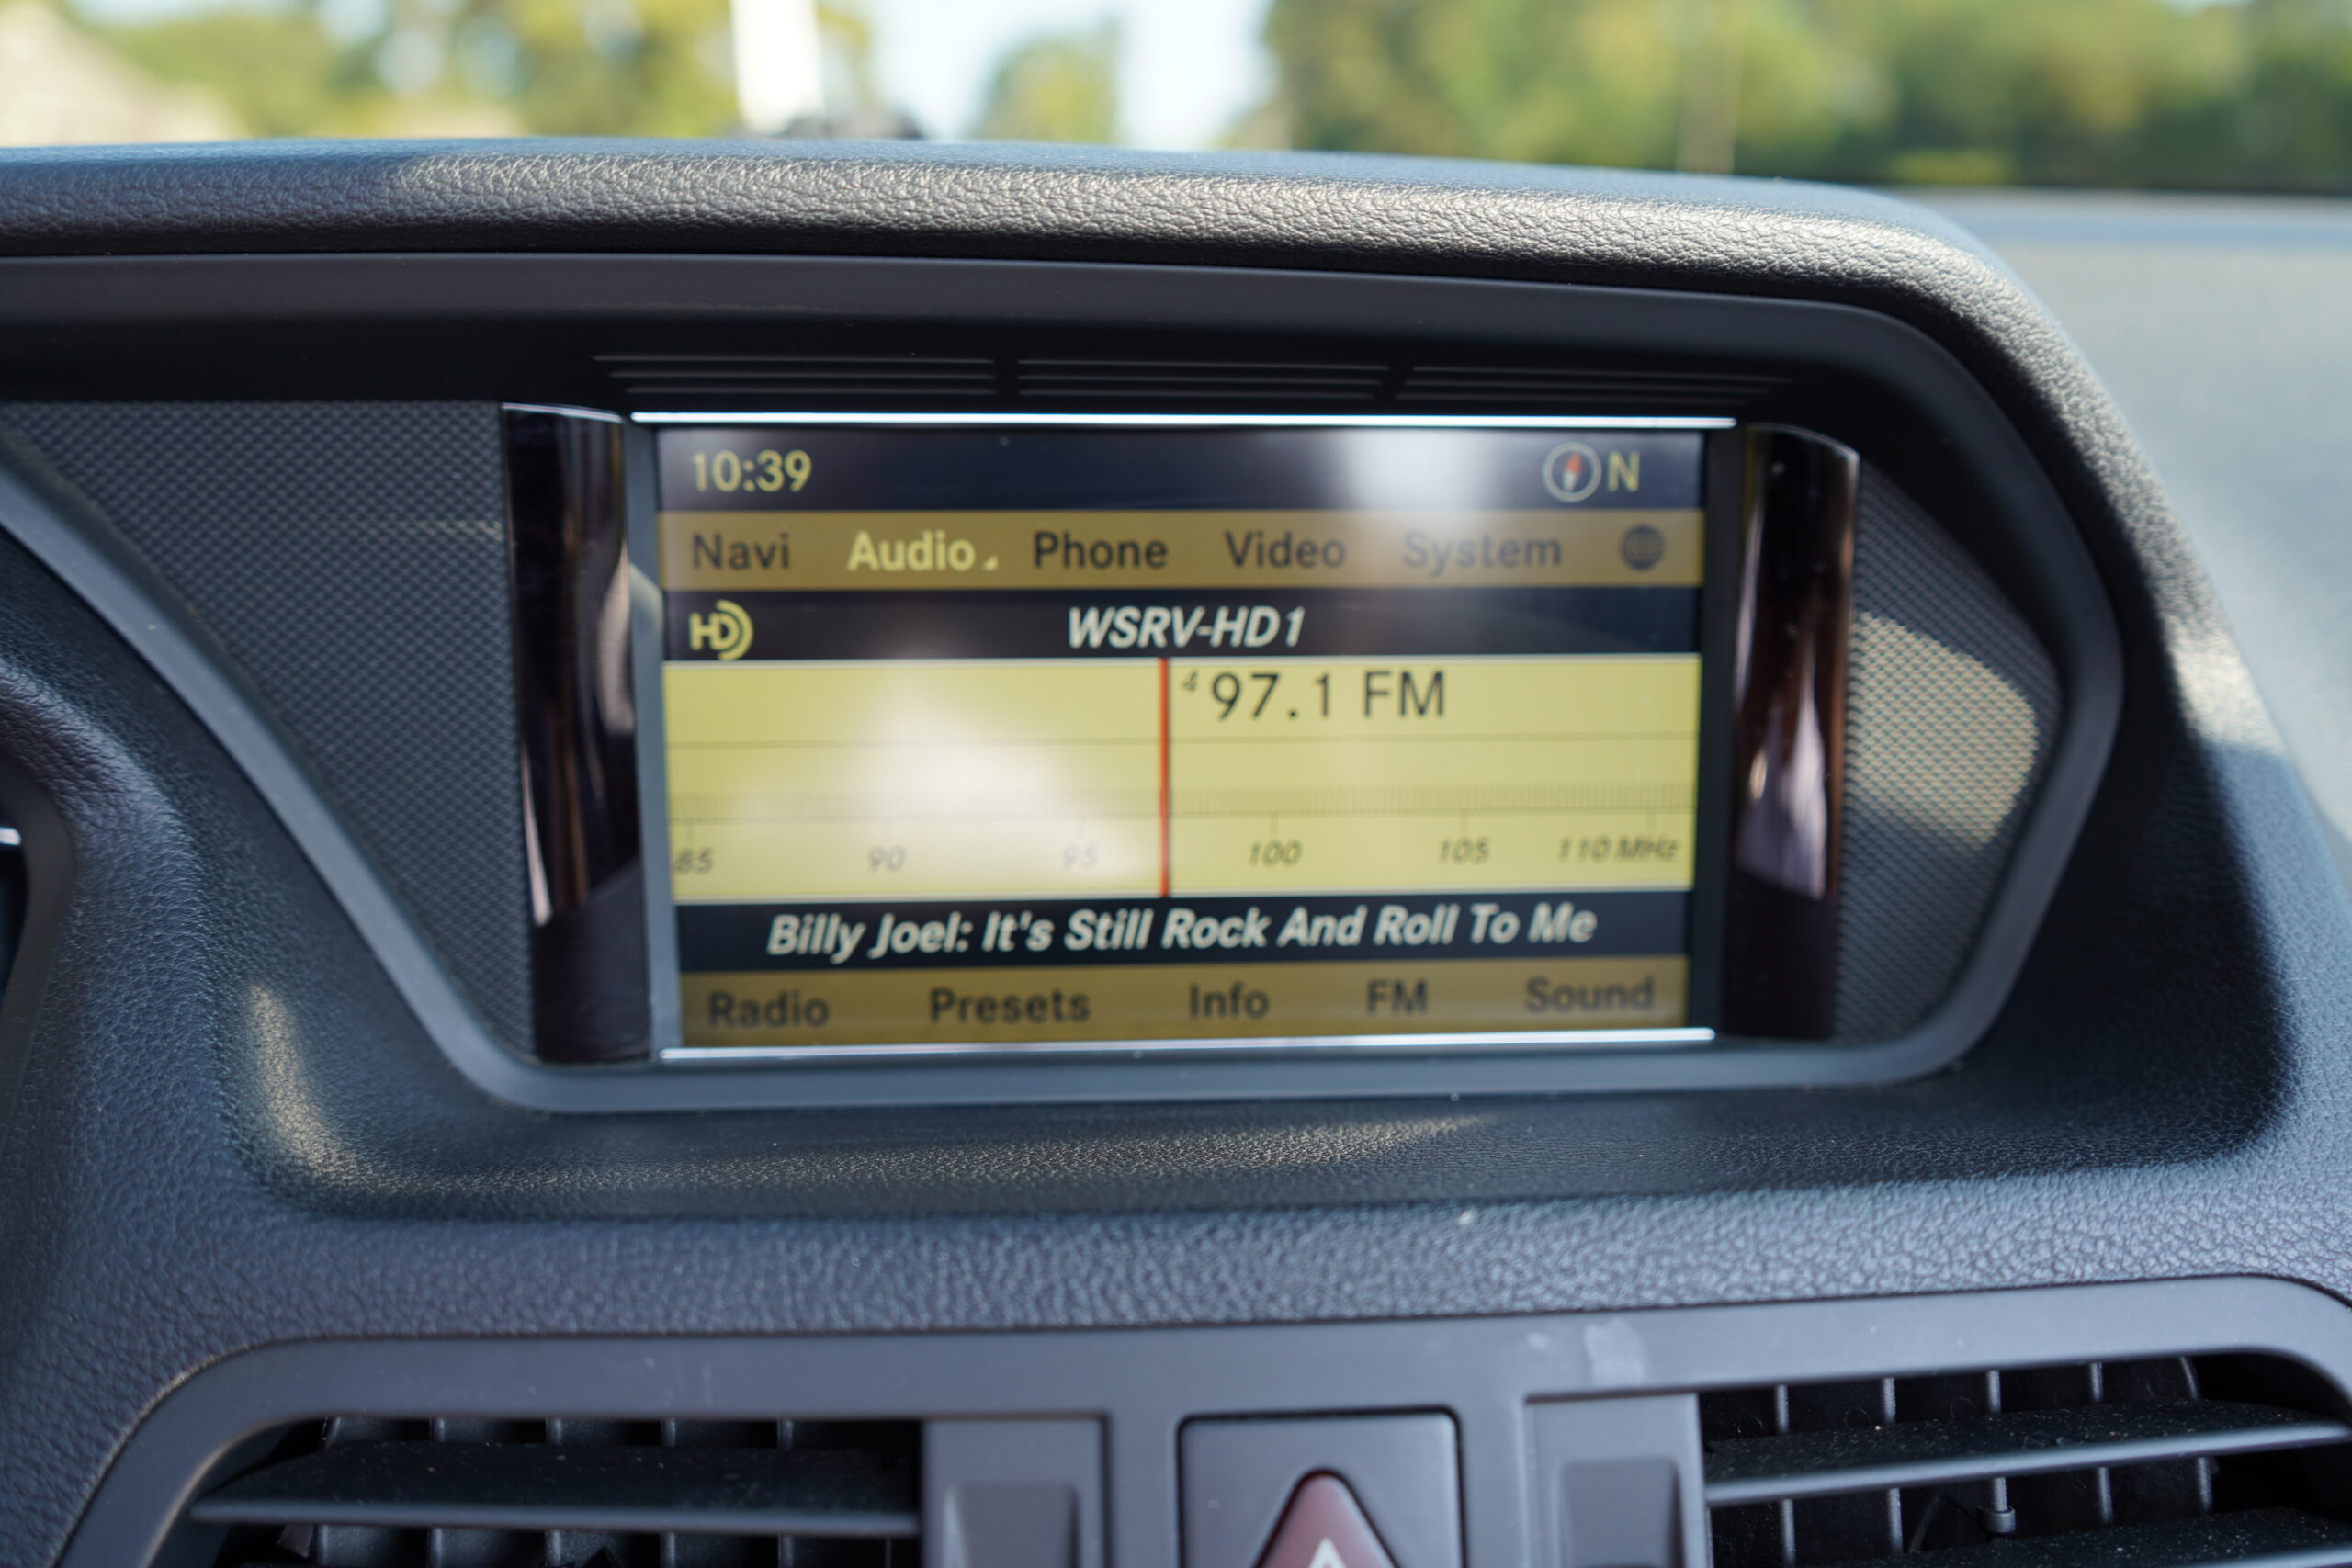 10:39 N
Navi Audio Phone Video System
HD WSRV-HD1
4 97.1 FM
85 90 95 100 105 110 MHz
Billy Joel: It's Still Rock And Roll To Me
Radio Presets Info FM Sound